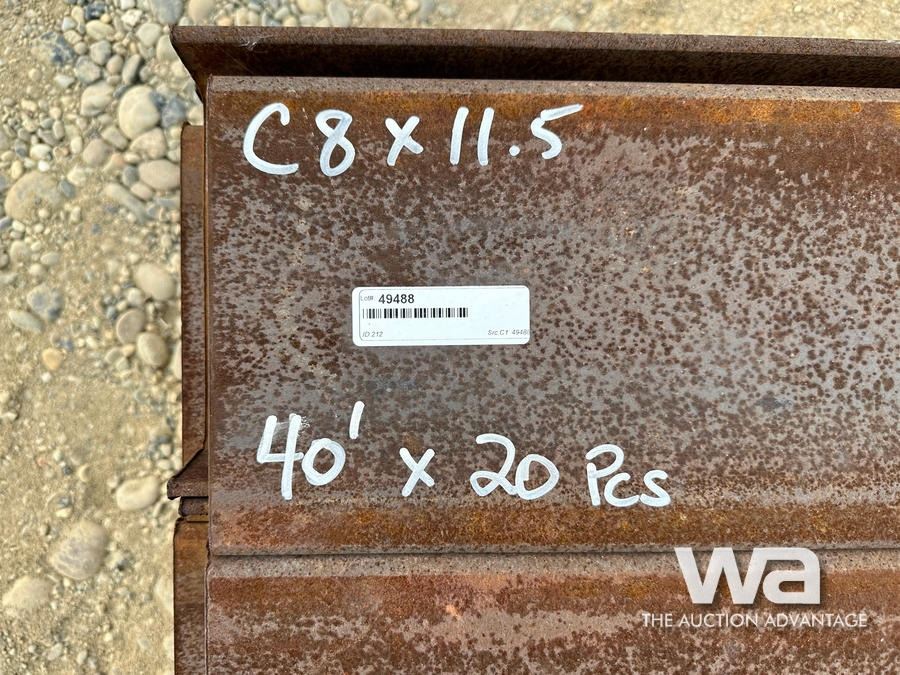 C8 x 11.5
Lot#: 49488
ID 212 Src:C1 49488
40' x 20 Pcs
wa
THE AUCTION ADVANTAGE